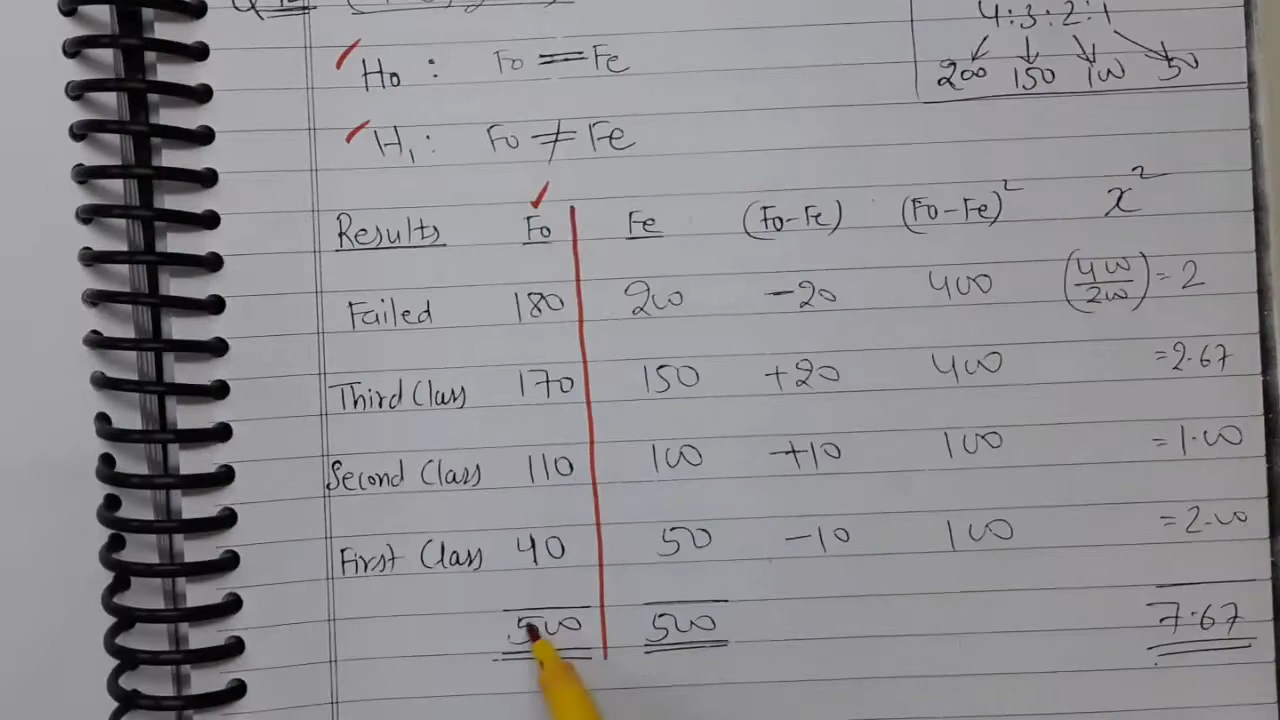 4:3:2:1
200 150 100 50
H0 : Fo = Fe
H1 : Fo ≠ Fe
Results Fo Fe (Fo-Fe) (Fo-Fe)² x²
Failed 180 200 -20 400 (400/200) = 2
Third Class 170 150 +20 400 = 2.67
Second Class 110 100 +10 100 = 1.00
First Class 40 50 -10 100 = 2.00
500 500 7.67